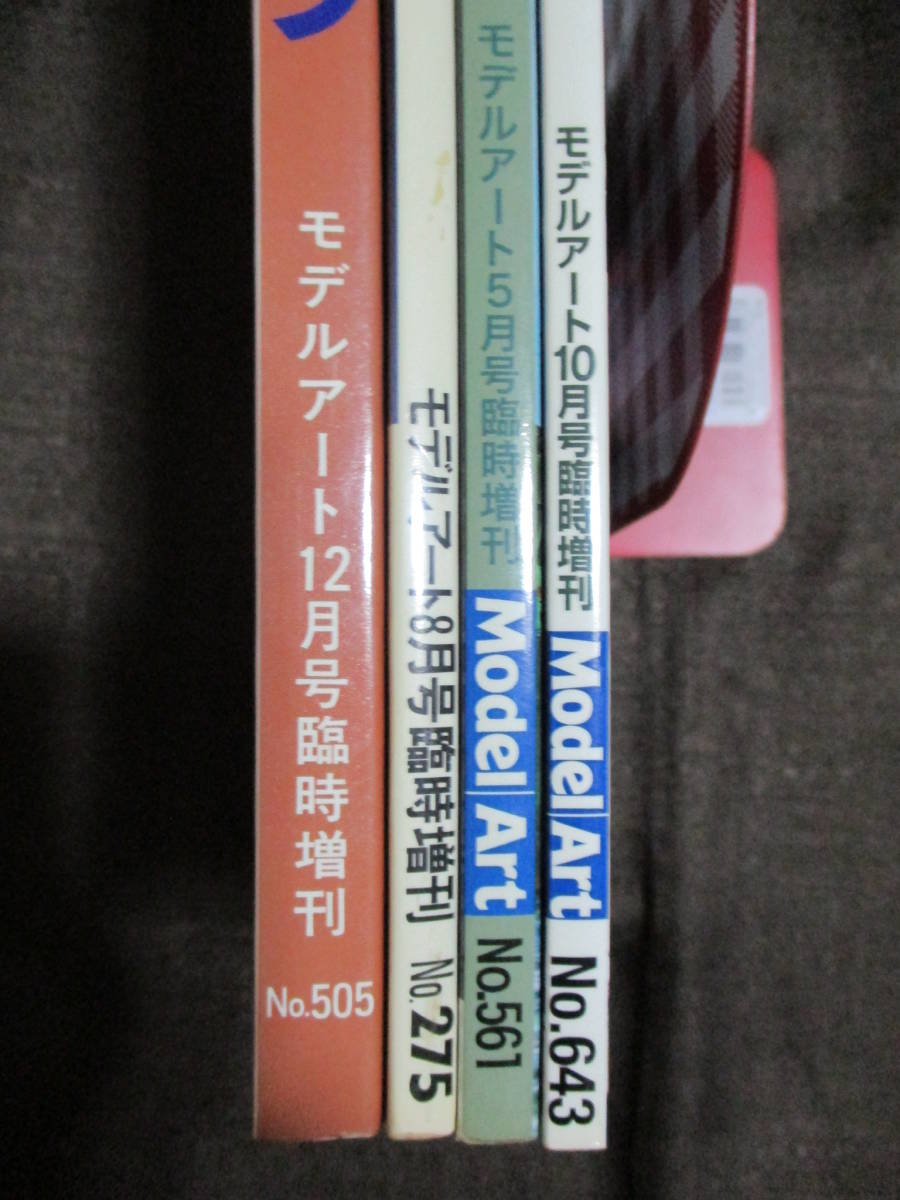 モデルアート12月号臨時増刊
No.505
モデルアート8月号臨時増刊 No.275
モデルアート5月号臨時増刊 Model Art No.561
モデルアート10月号臨時増刊 Model Art No.643